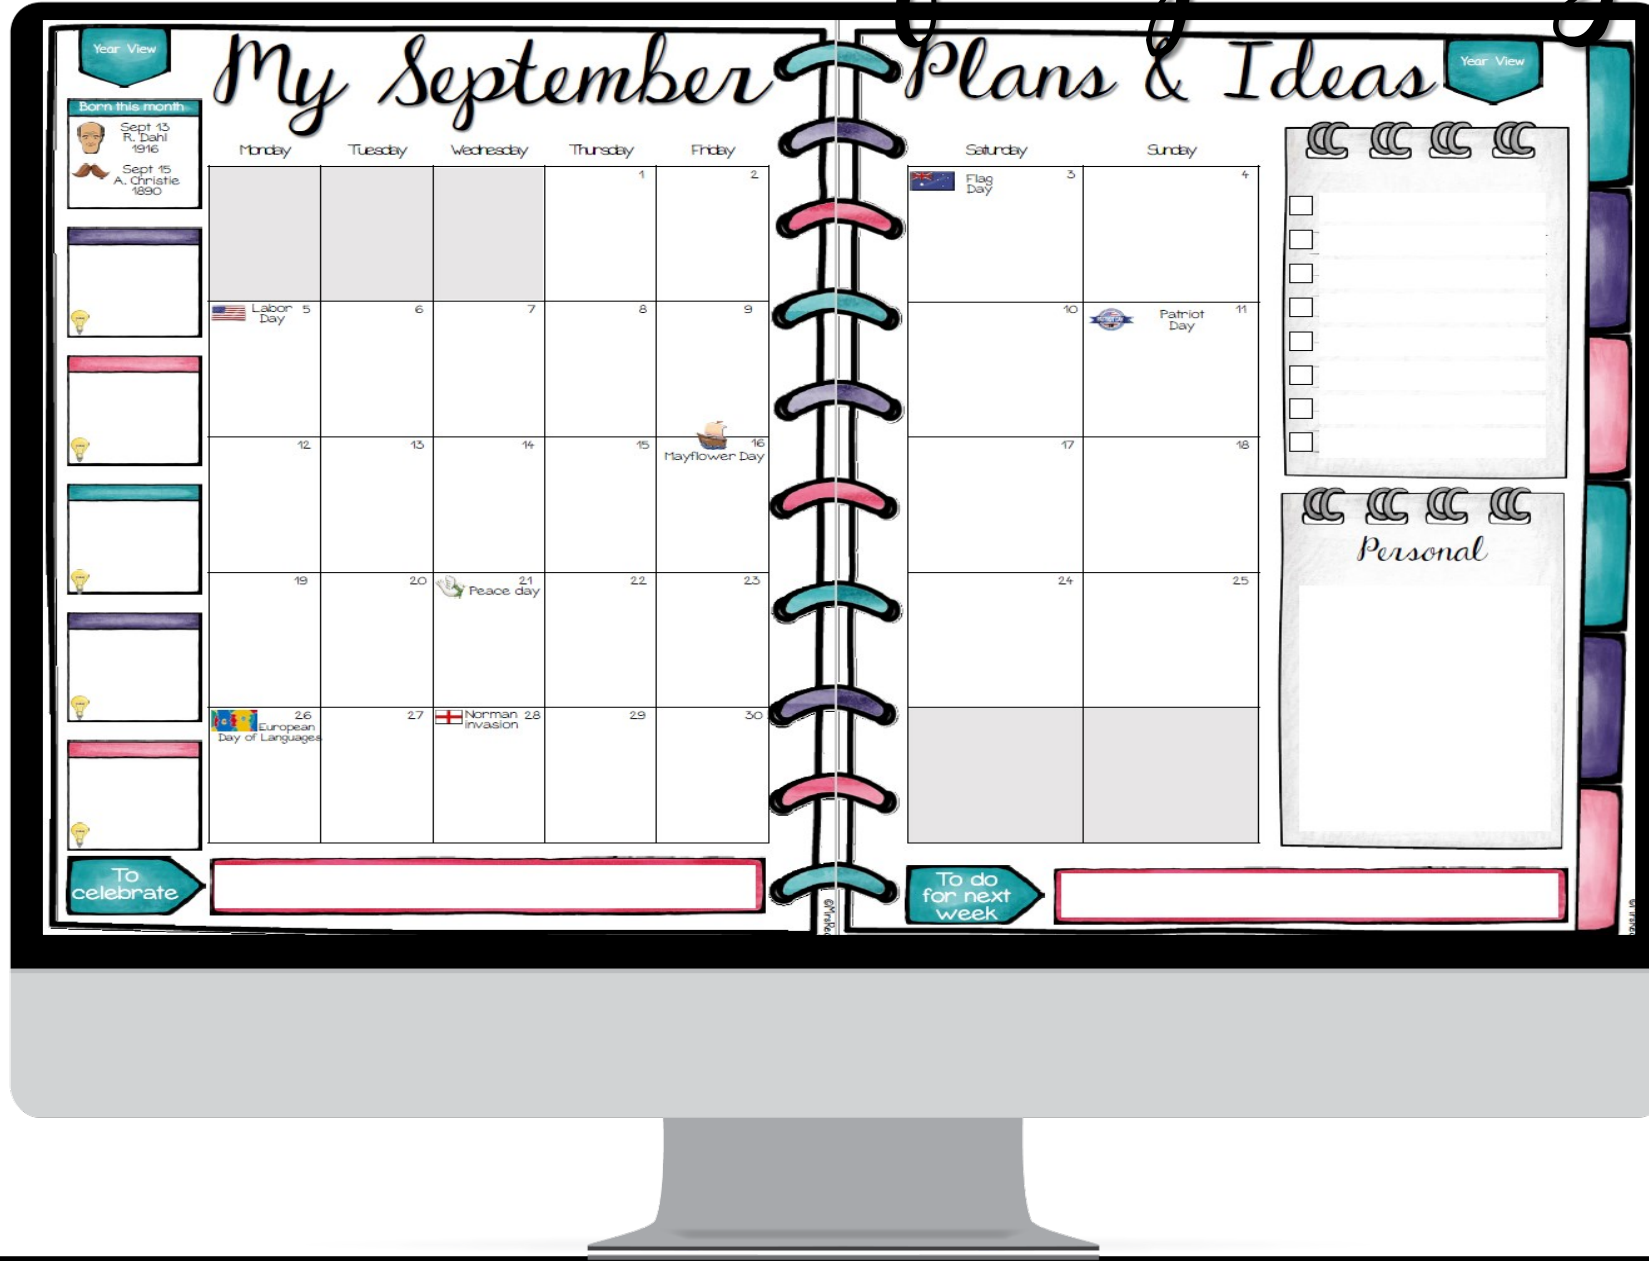 Year View
My September
Plans & Ideas
Year View
Born this month
Sept 13
R. Dahl
1916
Sept 15
A. Christie
1890
Monday Tuesday Wednesday Thursday Friday Saturday Sunday
1 2 3 4
Flag
Day
5 6 7 8 9 10 11
Labor
Day
Patriot
Day
12 13 14 15 16 17 18
Mayflower Day
19 20 21 22 23 24 25
Peace day
26 27 28 29 30
European
Day of Languages
Norman
invasion
Personal
To
celebrate
To do
for next
week